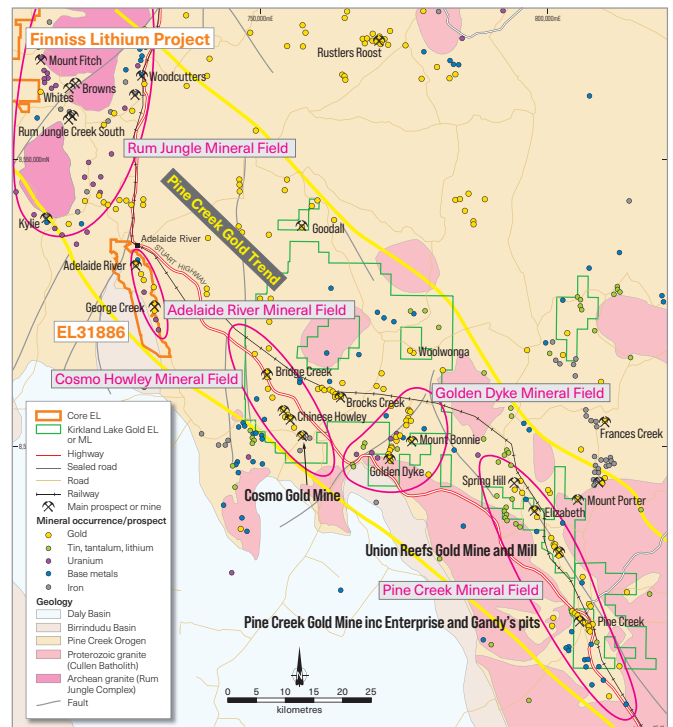 750,000mE
800,000mE
Finniss Lithium Project
Rustlers Roost
Mount Fitch
Woodcutters
Browns
Whites
Rum Jungle Creek South
Rum Jungle Mineral Field
8,550,000mN
Pine Creek Gold Trend
Kylie
Goodall
Adelaide River
STUART HIGHWAY
Adelaide River
George Creek
Adelaide River Mineral Field
EL31886
Woolwonga
Cosmo Howley Mineral Field
Bridge Creek
Golden Dyke Mineral Field
Brocks Creek
Chinese Howley
Frances Creek
Mount Bonnie
Golden Dyke
Spring Hill
Cosmo Gold Mine
Mount Porter
Elizabeth
Union Reefs Gold Mine and Mill
Pine Creek Mineral Field
Pine Creek Gold Mine inc Enterprise and Gandy's pits
Pine Creek
Core EL
Kirkland Lake Gold EL
or ML
Highway
Sealed road
Road
Railway
Main prospect or mine
Mineral occurrence/prospect
Gold
Tin, tantalum, lithium
Uranium
Base metals
Iron
Geology
Daly Basin
Birrindudu Basin
Pine Creek Orogen
Proterozoic granite
(Cullen Batholith)
Archean granite (Rum
Jungle Complex)
Fault
0 5 10 15 20 25
kilometres